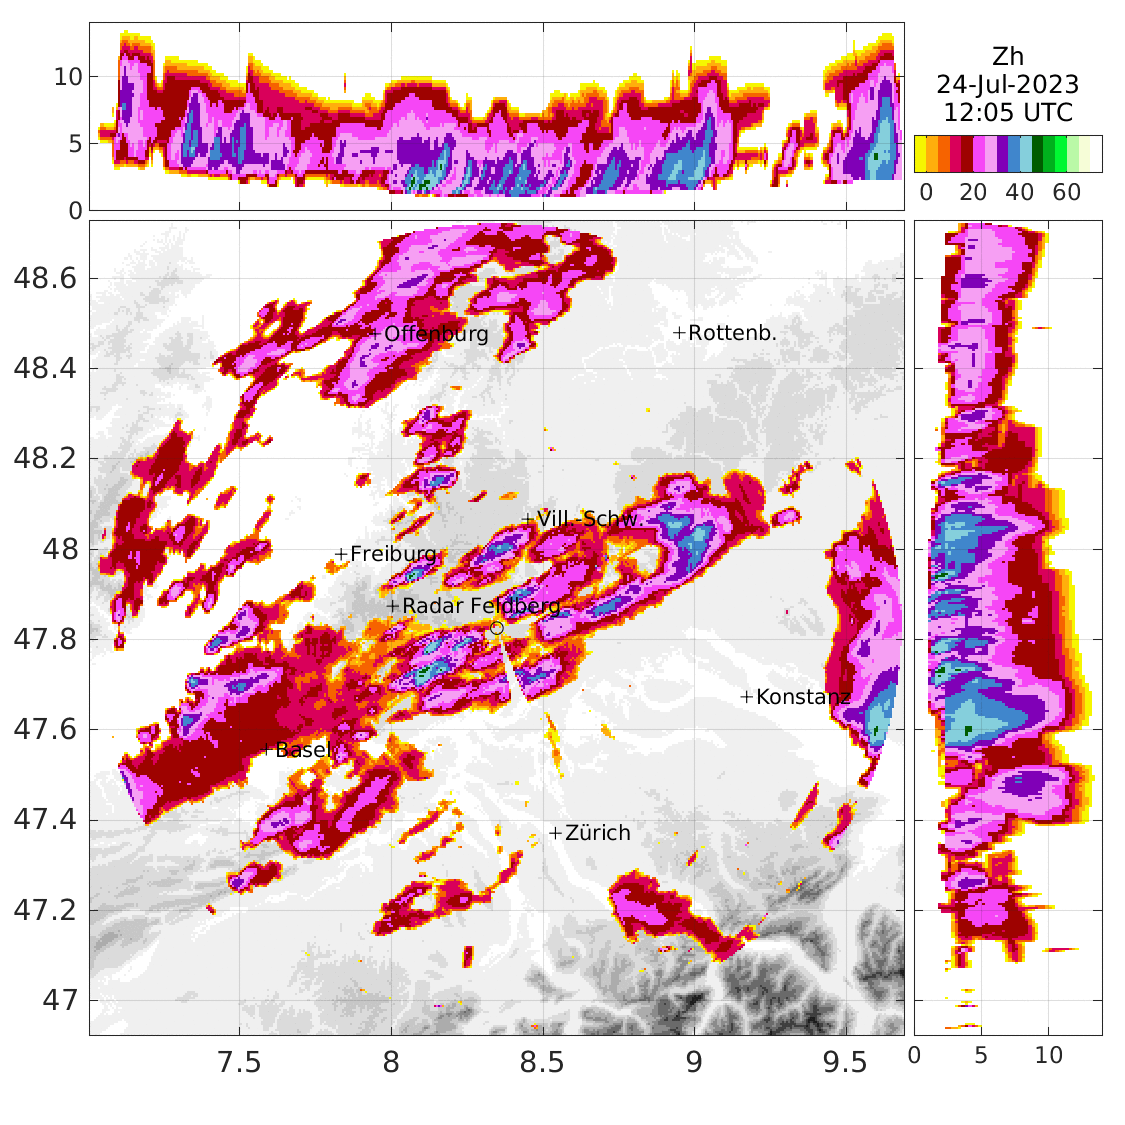 10
5
0
Zh
24-Jul-2023
12:05 UTC
0 20 40 60
48.6
48.4
48.2
48
47.8
47.6
47.4
47.2
47
+Offenburg
+Rottenb.
+Vill.-Schw.
+Freiburg
+Radar Feldberg
+Konstanz
+Basel
+Zürich
7.5 8 8.5 9 9.5
0 5 10